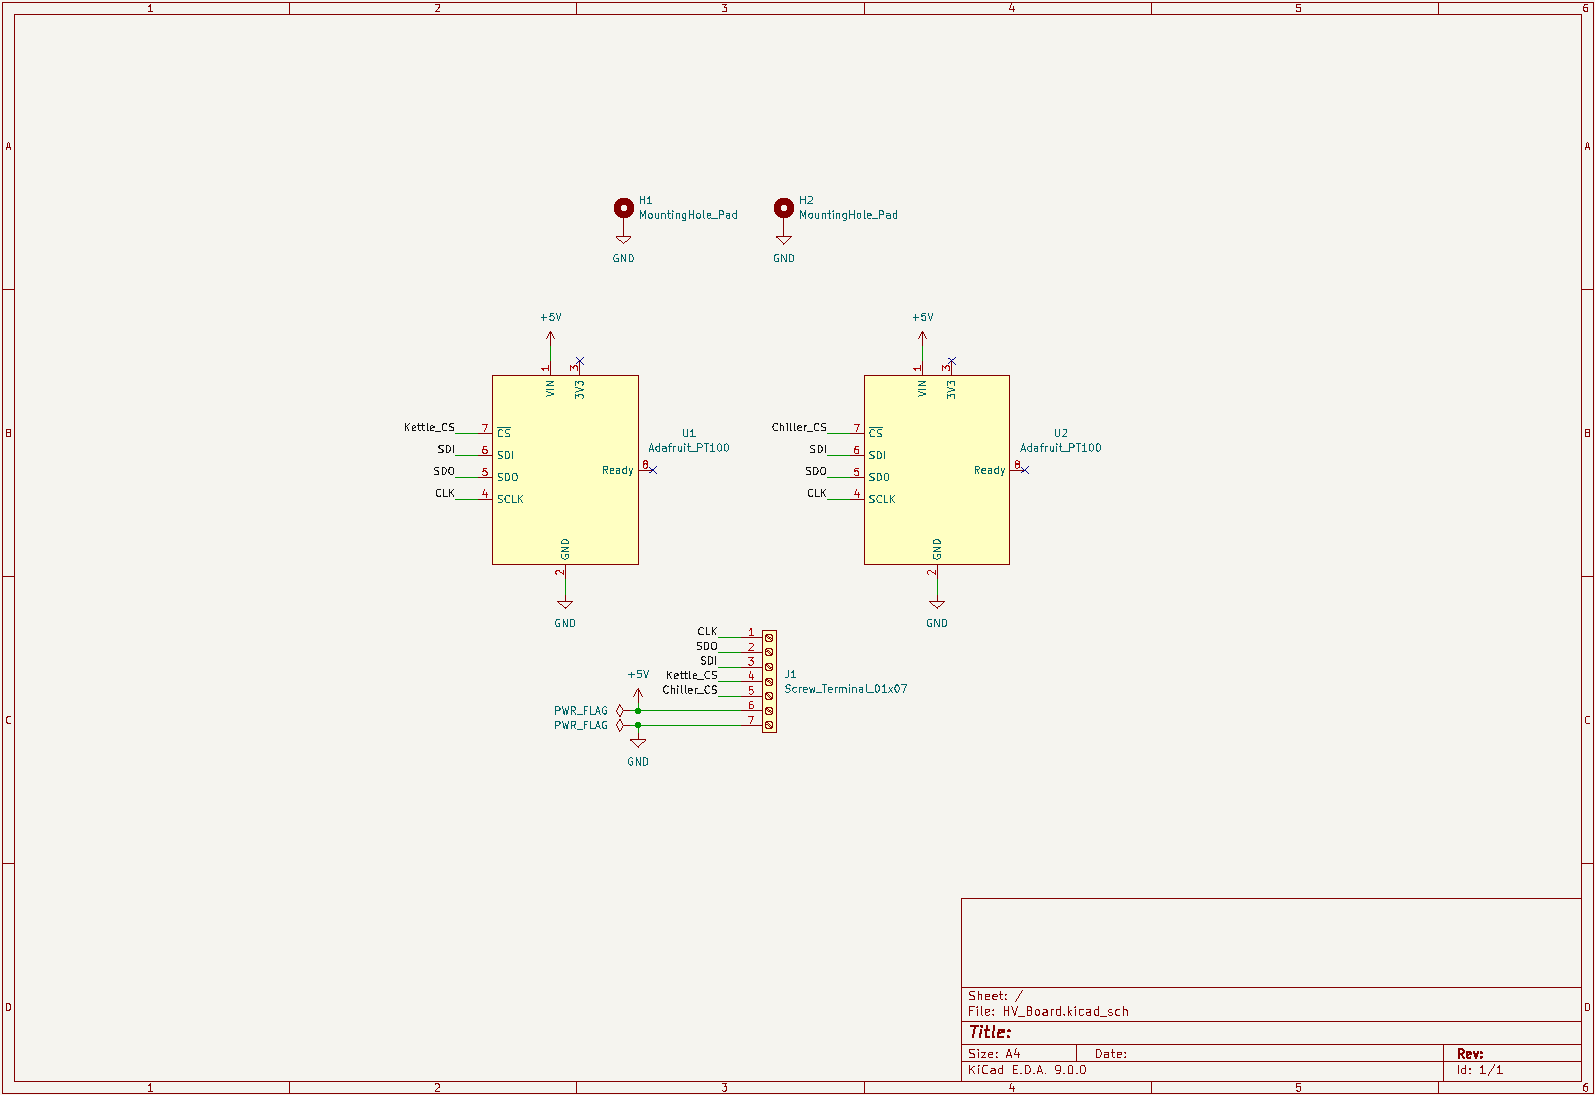 1 2 3 4 5 6
A A
H1
MountingHole_Pad
GND
H2
MountingHole_Pad
GND
+5V
1 3
VIN 3V3
Kettle_CS 7 CS
SDI 6 SDI
SDO 5 SDO
CLK 4 SCLK
Ready 8
GND
2
GND
U1
Adafruit_PT100
+5V
1 3
VIN 3V3
Chiller_CS 7 CS
SDI 6 SDI
SDO 5 SDO
CLK 4 SCLK
Ready 8
GND
2
GND
U2
Adafruit_PT100
B B
CLK 1
SDO 2
SDI 3
Kettle_CS 4
Chiller_CS 5
+5V
PWR_FLAG 6
PWR_FLAG 7
GND
J1
Screw_Terminal_01x07
C C
D D
Sheet: /
File: HV_Board.kicad_sch
Title:
Size: A4 Date: Rev:
KiCad E.D.A. 9.0.0 Id: 1/1
1 2 3 4 5 6